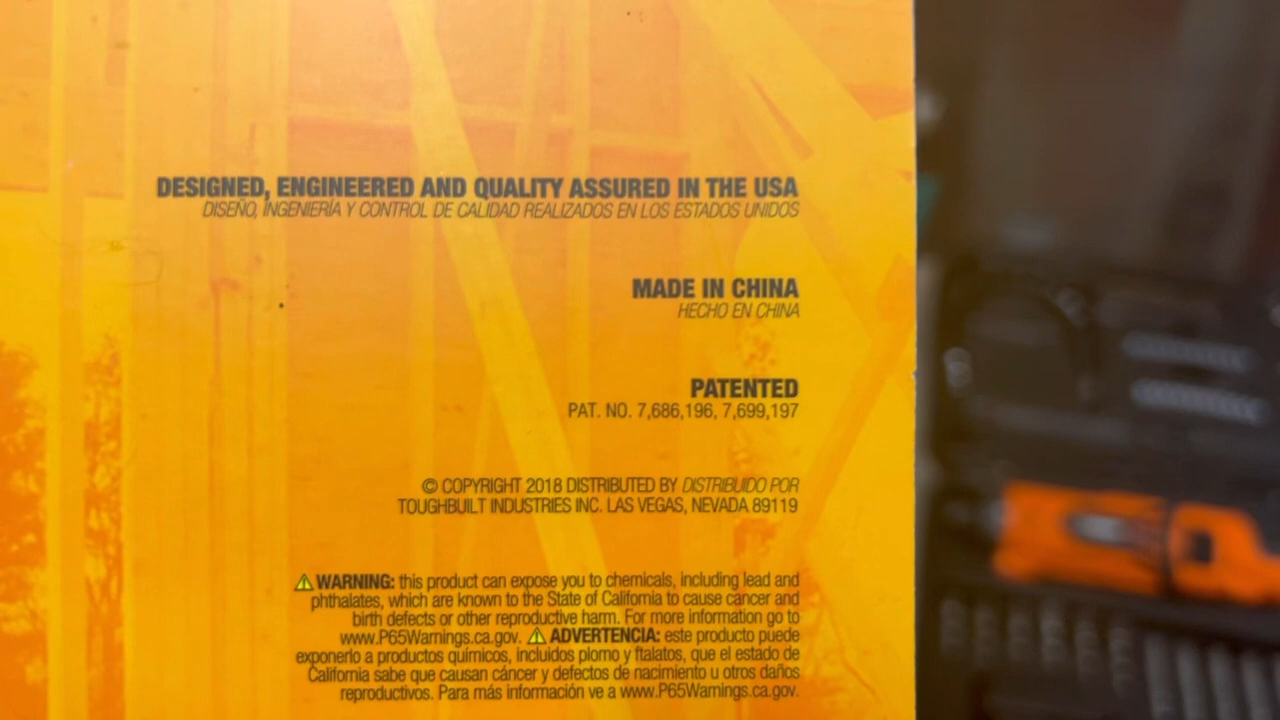 DESIGNED, ENGINEERED AND QUALITY ASSURED IN THE USA
DISEÑO, INGENIERÍA Y CONTROL DE CALIDAD REALIZADOS EN LOS ESTADOS UNIDOS
MADE IN CHINA
HECHO EN CHINA
PATENTED
PAT. NO. 7,686,196, 7,699,197
© COPYRIGHT 2018 DISTRIBUTED BY DISTRIBUIDO POR
TOUGHBUILT INDUSTRIES INC. LAS VEGAS, NEVADA 89119
⚠ WARNING: this product can expose you to chemicals, including lead and
phthalates, which are known to the State of California to cause cancer and
birth defects or other reproductive harm. For more information go to
www.P65Warnings.ca.gov. ⚠ ADVERTENCIA: este producto puede
exponerlo a productos químicos, incluidos plomo y ftalatos, que el estado de
California sabe que causan cáncer y defectos de nacimiento u otros daños
reproductivos. Para más información ve a www.P65Warnings.ca.gov.